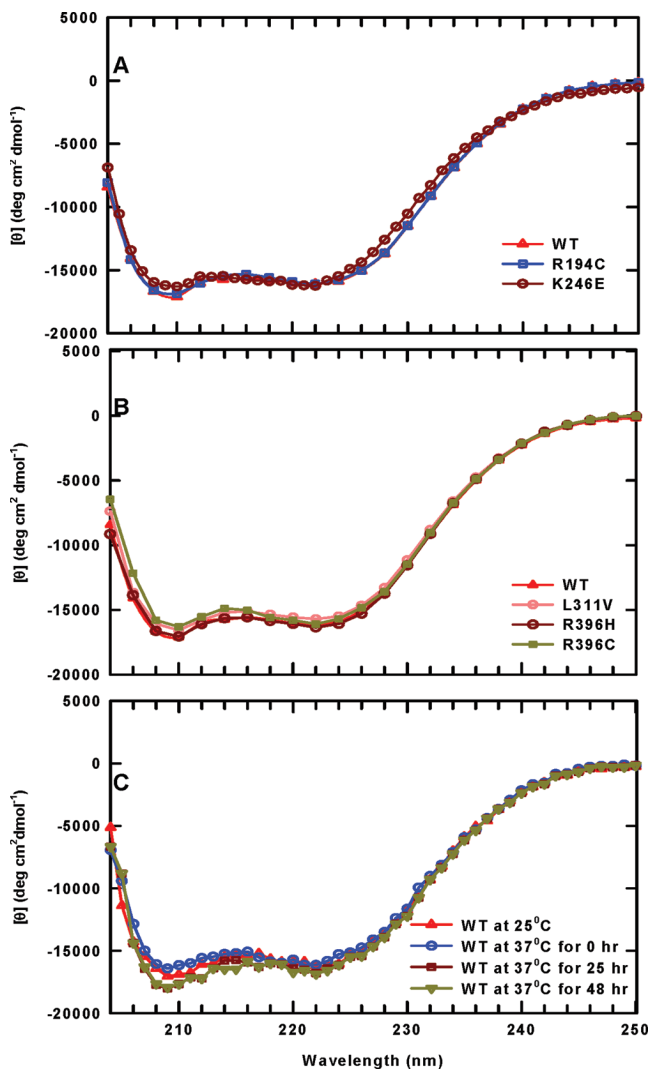 5000
0
-5000
-10000
-15000
-20000
[θ] (deg cm² dmol⁻¹)
A
WT
R194C
K246E
5000
0
-5000
-10000
-15000
-20000
[θ] (deg cm² dmol⁻¹)
B
WT
L311V
R396H
R396C
5000
0
-5000
-10000
-15000
-20000
[θ] (deg cm² dmol⁻¹)
C
WT at 25⁰C
WT at 37⁰C for 0 hr
WT at 37⁰C for 25 hr
WT at 37⁰C for 48 hr
210 220 230 240 250
Wavelength (nm)